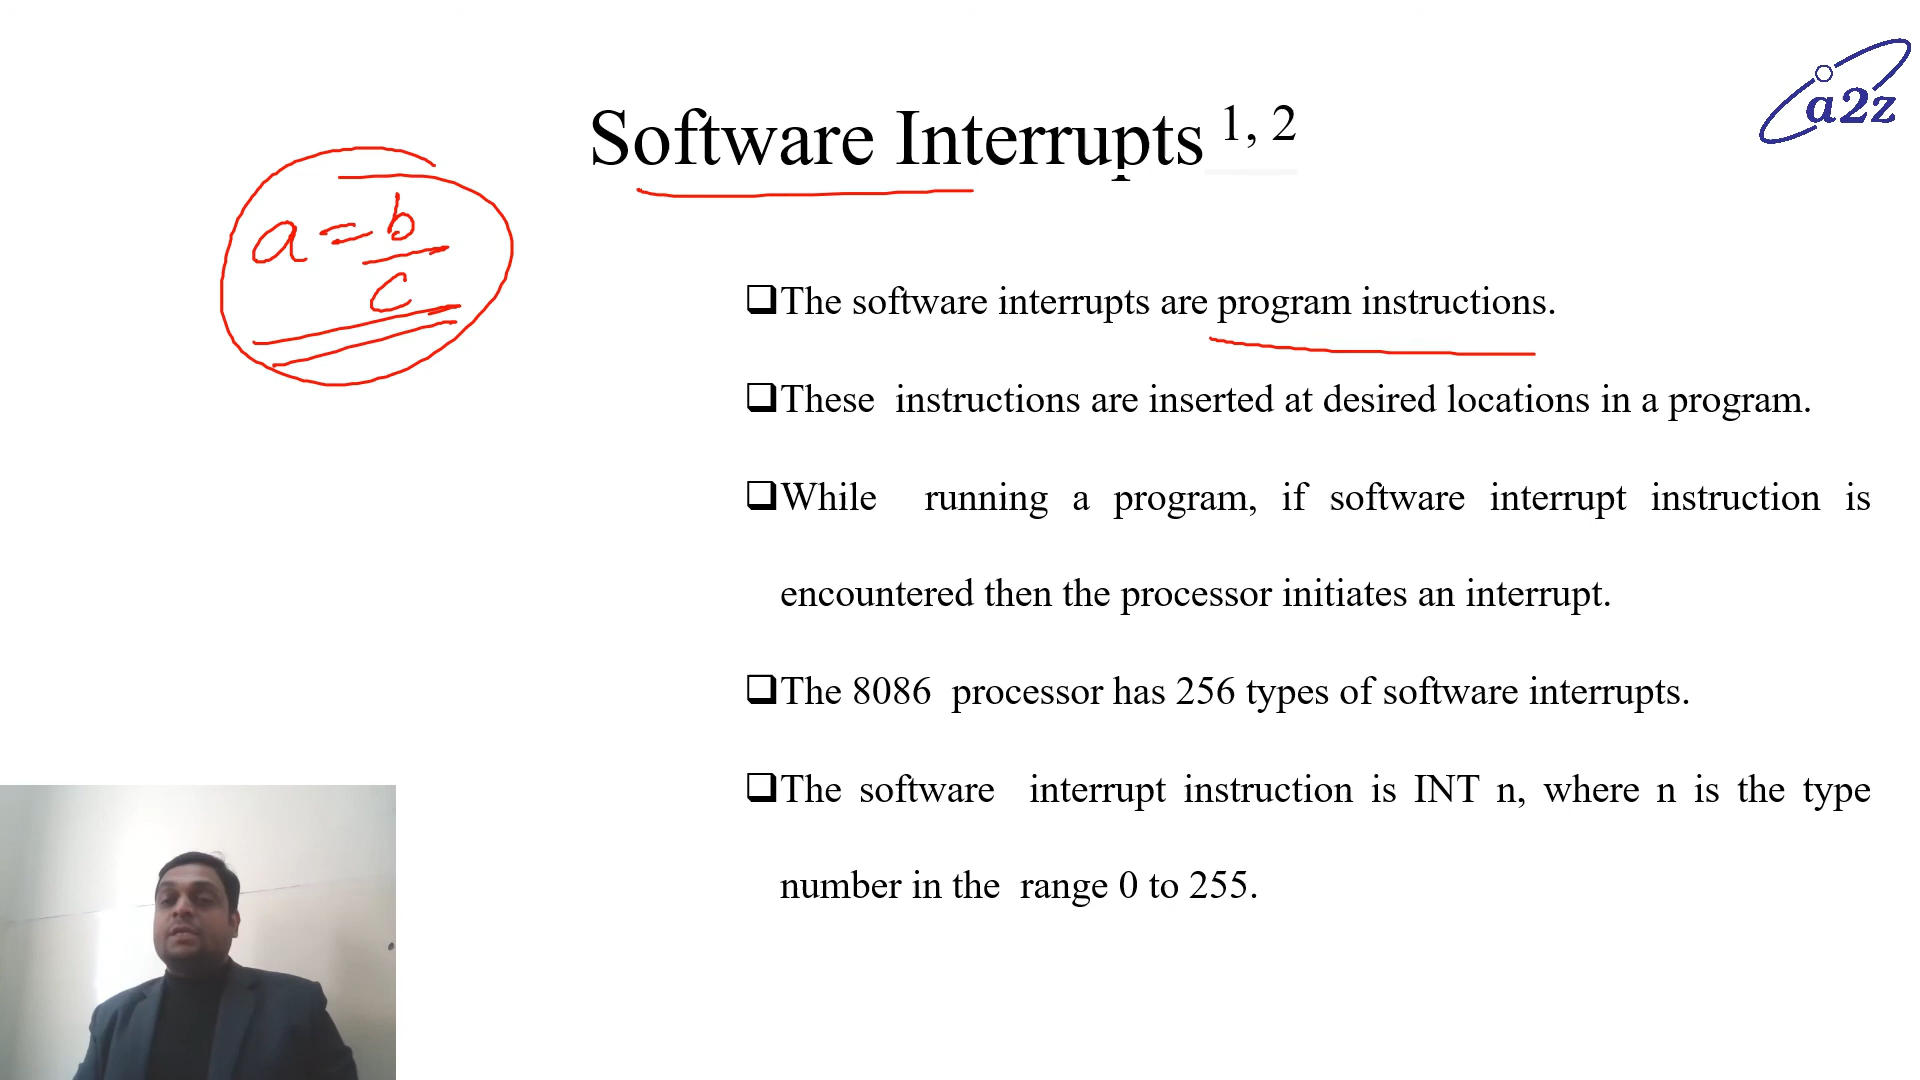 Software Interrupts 1, 2
a2z
a = b
c
❑The software interrupts are program instructions.
❑These instructions are inserted at desired locations in a program.
❑While running a program, if software interrupt instruction is
encountered then the processor initiates an interrupt.
❑The 8086 processor has 256 types of software interrupts.
❑The software interrupt instruction is INT n, where n is the type
number in the range 0 to 255.